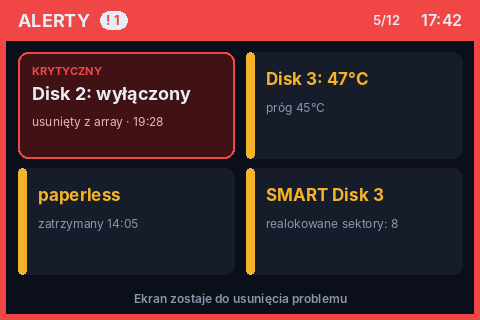 ALERTY ! 1 5/12 17:42
KRYTYCZNY
Disk 2: wyłączony
usunięty z array · 19:28
Disk 3: 47°C
próg 45°C
paperless
zatrzymany 14:05
SMART Disk 3
realokowane sektory: 8
Ekran zostaje do usunięcia problemu